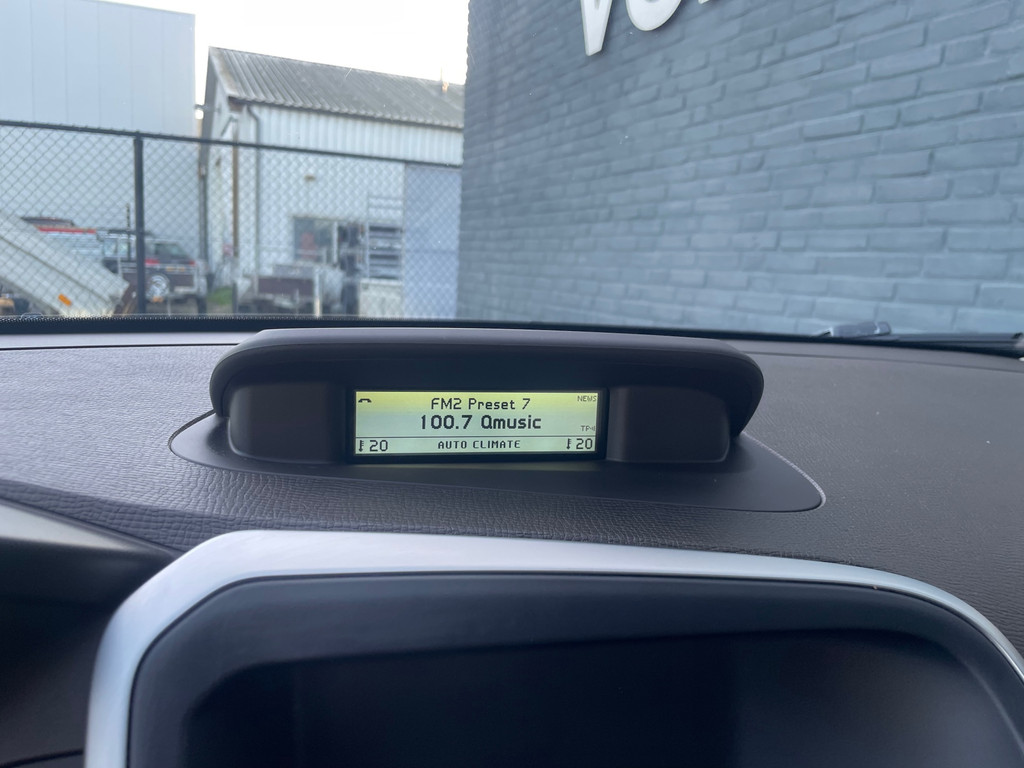 FM2 Preset 7
NEWS
100.7 Qmusic
TP
20
AUTO CLIMATE
20